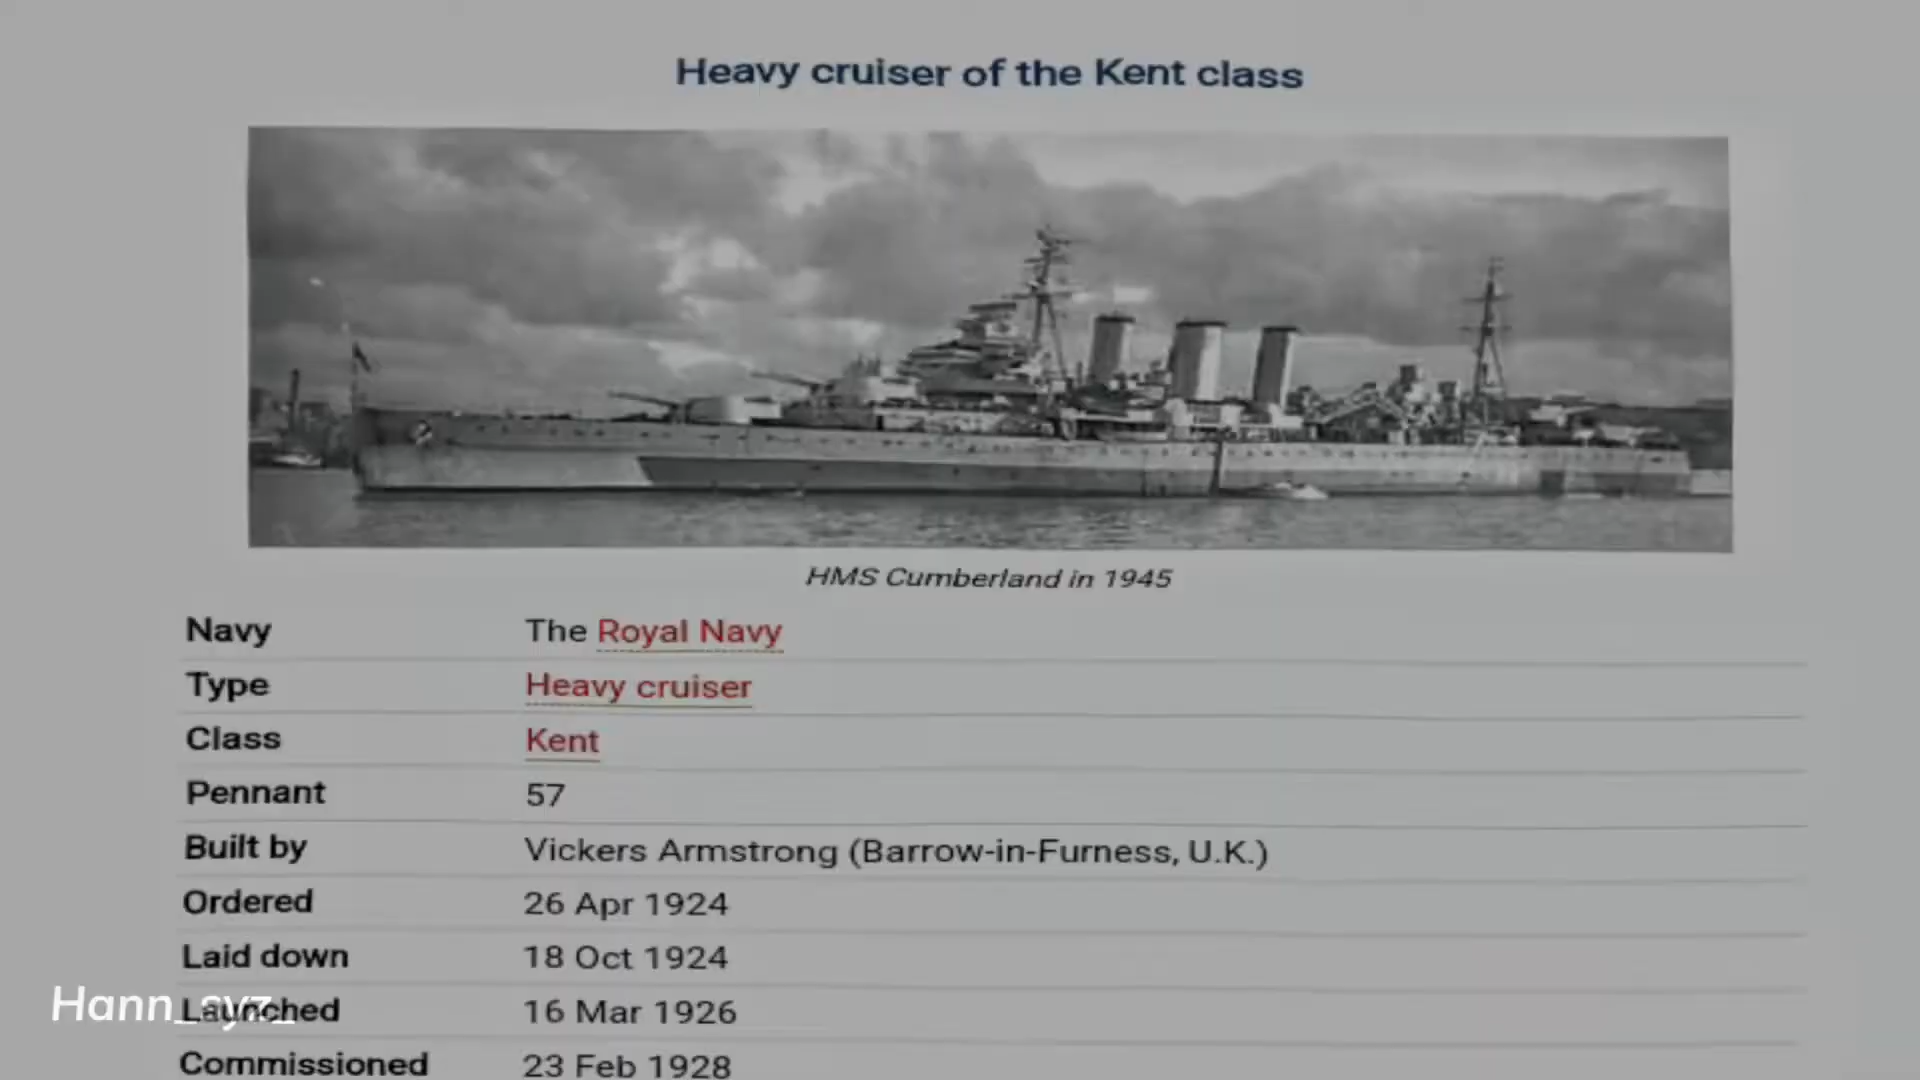 Heavy cruiser of the Kent class
HMS Cumberland in 1945
Navy The Royal Navy
Type Heavy cruiser
Class Kent
Pennant 57
Built by Vickers Armstrong (Barrow-in-Furness, U.K.)
Ordered 26 Apr 1924
Laid down 18 Oct 1924
Launched 16 Mar 1926
Hann_syz_
Commissioned 23 Feb 1928